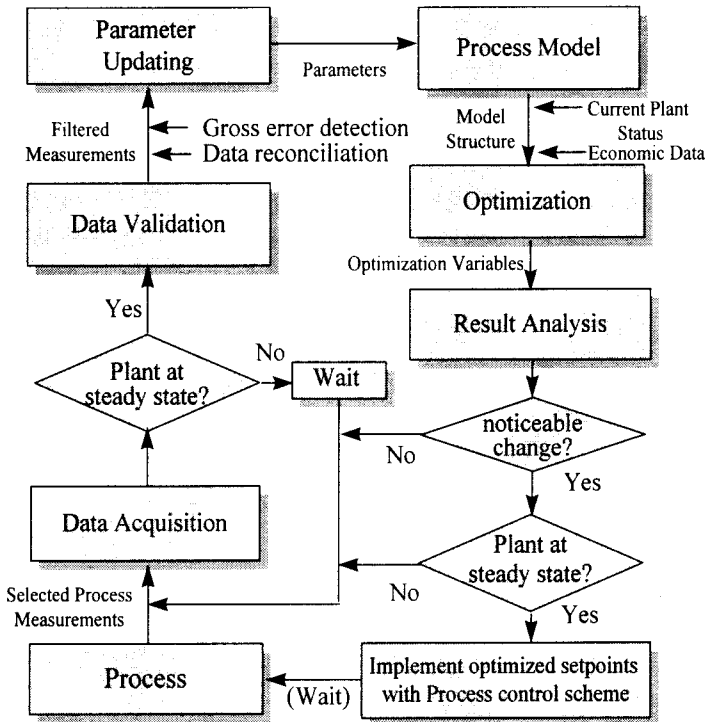 Parameter
Updating
Parameters
Process Model
Filtered
Measurements
Gross error detection
Data reconciliation
Model
Structure
Current Plant
Status
Economic Data
Data Validation
Optimization
Yes
Optimization Variables
Result Analysis
Plant at
steady state?
No
Wait
noticeable
change?
No
Yes
Data Acquisition
Plant at
steady state?
No
Yes
Selected Process
Measurements
Process
(Wait)
Implement optimized setpoints
with Process control scheme